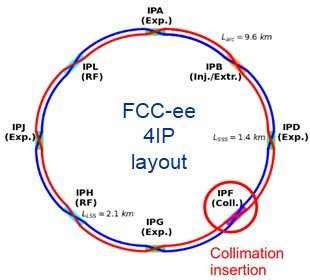 IPA
(Exp.)
L_arc = 9.6 km
IPL
(RF)
IPB
(Inj./Extr.)
FCC-ee
4IP
layout
IPJ
(Exp.)
IPD
(Exp.)
L_SSS = 1.4 km
IPH
(RF)
L_LSS = 2.1 km
IPF
(Coll.)
IPG
(Exp.)
Collimation
insertion